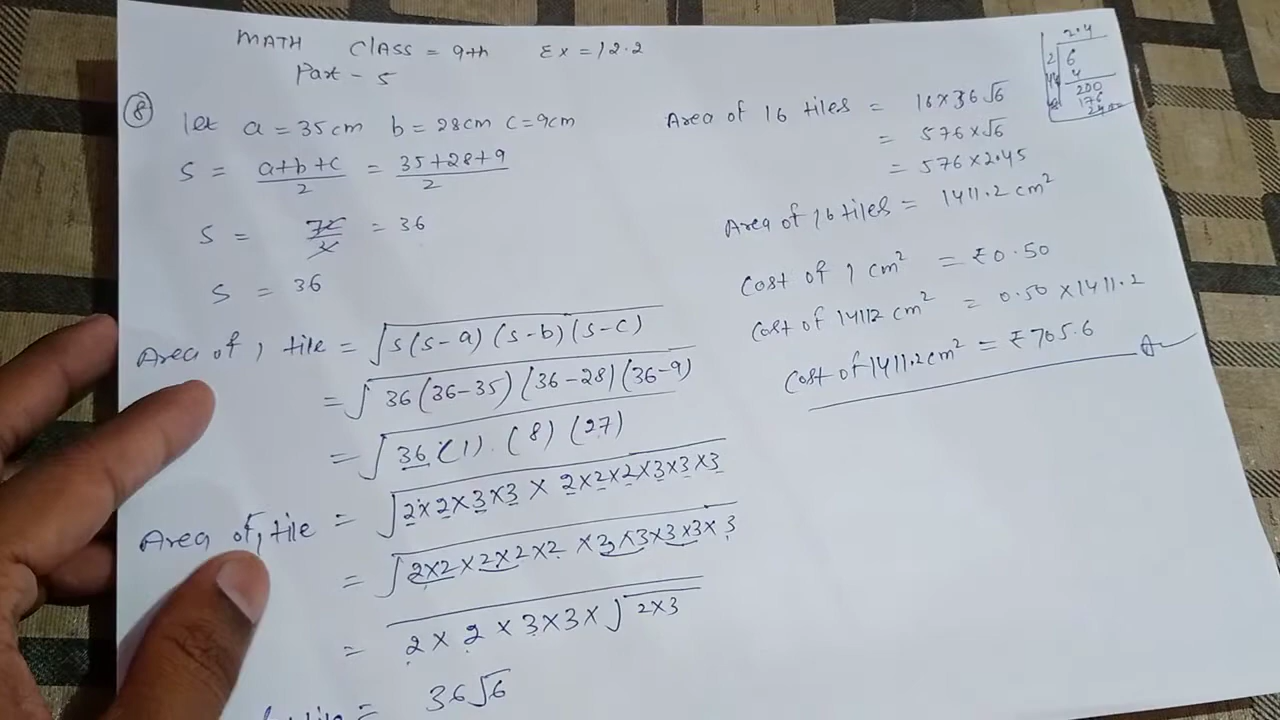 MATH Class = 9th Ex = 12.2
Part - 5
⑧ let a = 35cm b = 28cm c = 9cm
S = a+b+c/2 = 35+28+9/2
S = 72/2 = 36
S = 36
Area of 1 tile = √s(s-a)(s-b)(s-c)
= √36(36-35)(36-28)(36-9)
= √36(1).(8)(27)
Area of 1 tile = √2×2×3×3×2×2×2×3×3×3
= √2×2×2×2×2×3×3×3×3×3
= 2×2×3×3×√2×3
= 36√6
Area of 16 tiles = 16×36√6
= 576×√6
= 576×2.45
Area of 16 tiles = 1411.2 cm²
Cost of 1 cm² = ₹0.50
Cost of 14112 cm² = 0.50×1411.2
Cost of 1411.2cm² = ₹705.6
2.4
2 6
4
200
176